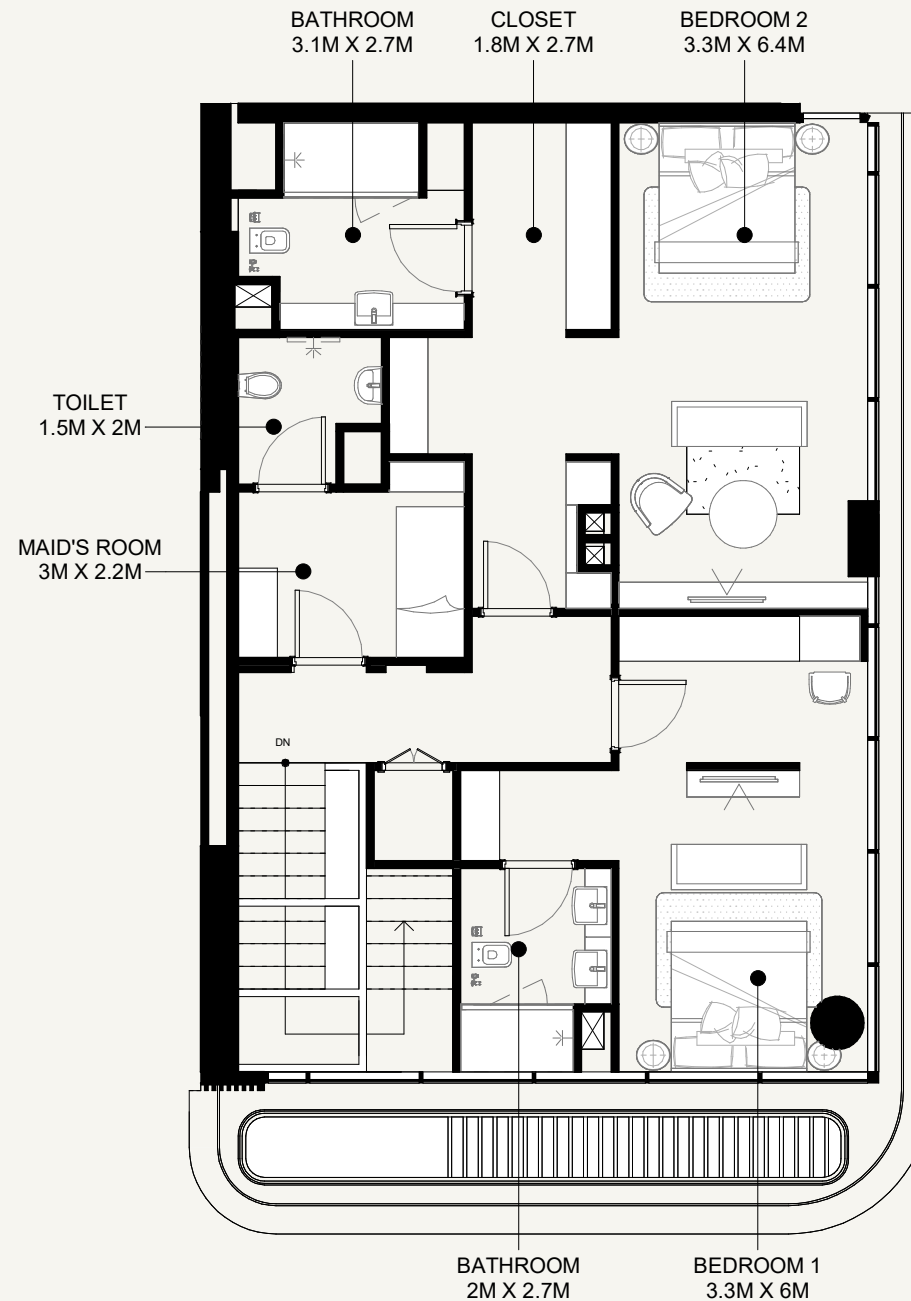 BATHROOM
3.1M X 2.7M
CLOSET
1.8M X 2.7M
BEDROOM 2
3.3M X 6.4M
TOILET
1.5M X 2M
MAID'S ROOM
3M X 2.2M
DN
BATHROOM
2M X 2.7M
BEDROOM 1
3.3M X 6M